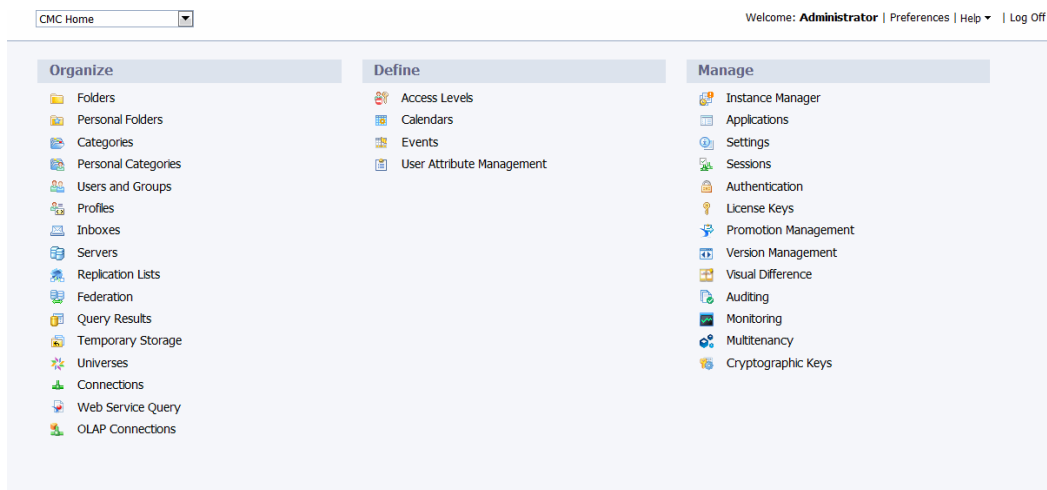 CMC Home
Welcome: Administrator | Preferences | Help | Log Off
Organize
Folders
Personal Folders
Categories
Personal Categories
Users and Groups
Profiles
Inboxes
Servers
Replication Lists
Federation
Query Results
Temporary Storage
Universes
Connections
Web Service Query
OLAP Connections
Define
Access Levels
Calendars
Events
User Attribute Management
Manage
Instance Manager
Applications
Settings
Sessions
Authentication
License Keys
Promotion Management
Version Management
Visual Difference
Auditing
Monitoring
Multitenancy
Cryptographic Keys